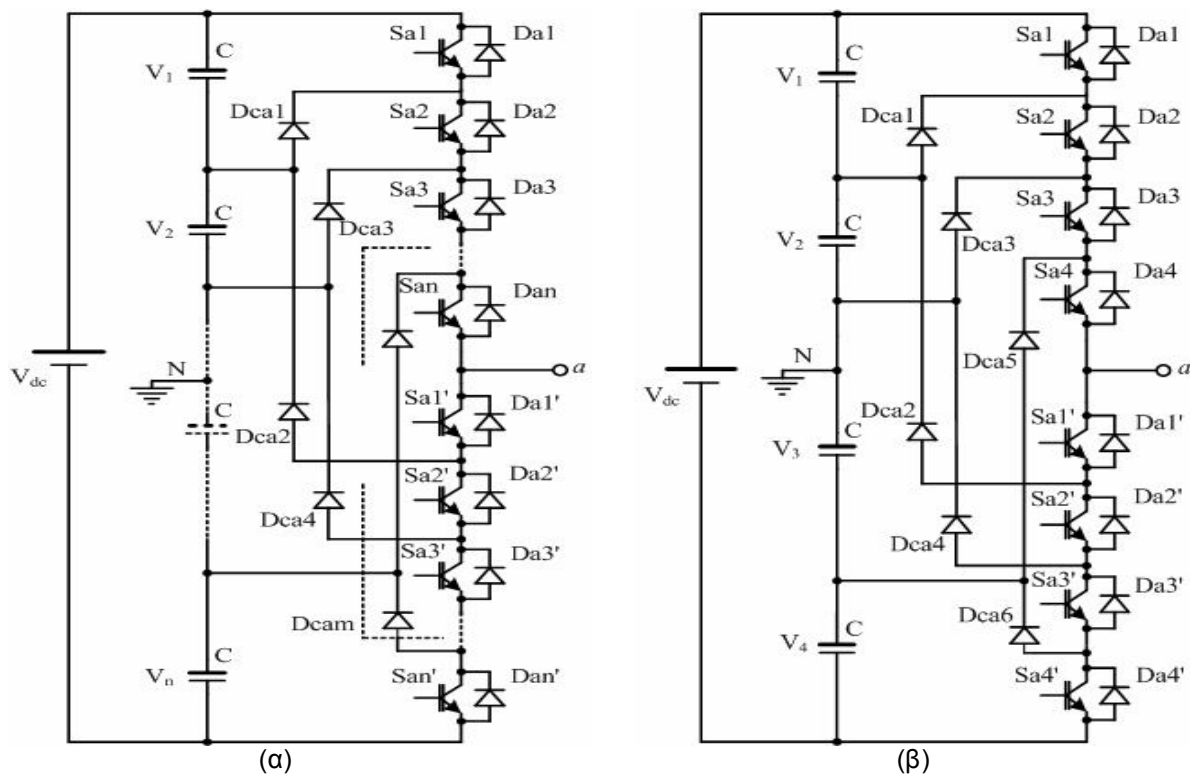 C
V1
Sa1
Da1
Dca1
Sa2
Da2
C
V2
Sa3
Da3
Dca3
San
Dan
Vdc
N
a
C
Dca2
Sa1'
Da1'
Sa2'
Da2'
Dca4
Sa3'
Da3'
Dcam
C
Vn
San'
Dan'
(α)
C
V1
Sa1
Da1
Dca1
Sa2
Da2
C
V2
Sa3
Da3
Dca3
Sa4
Da4
Dca5
Vdc
N
a
Dca2
C
V3
Sa1'
Da1'
Sa2'
Da2'
Dca4
Sa3'
Da3'
Dca6
C
V4
Sa4'
Da4'
(β)